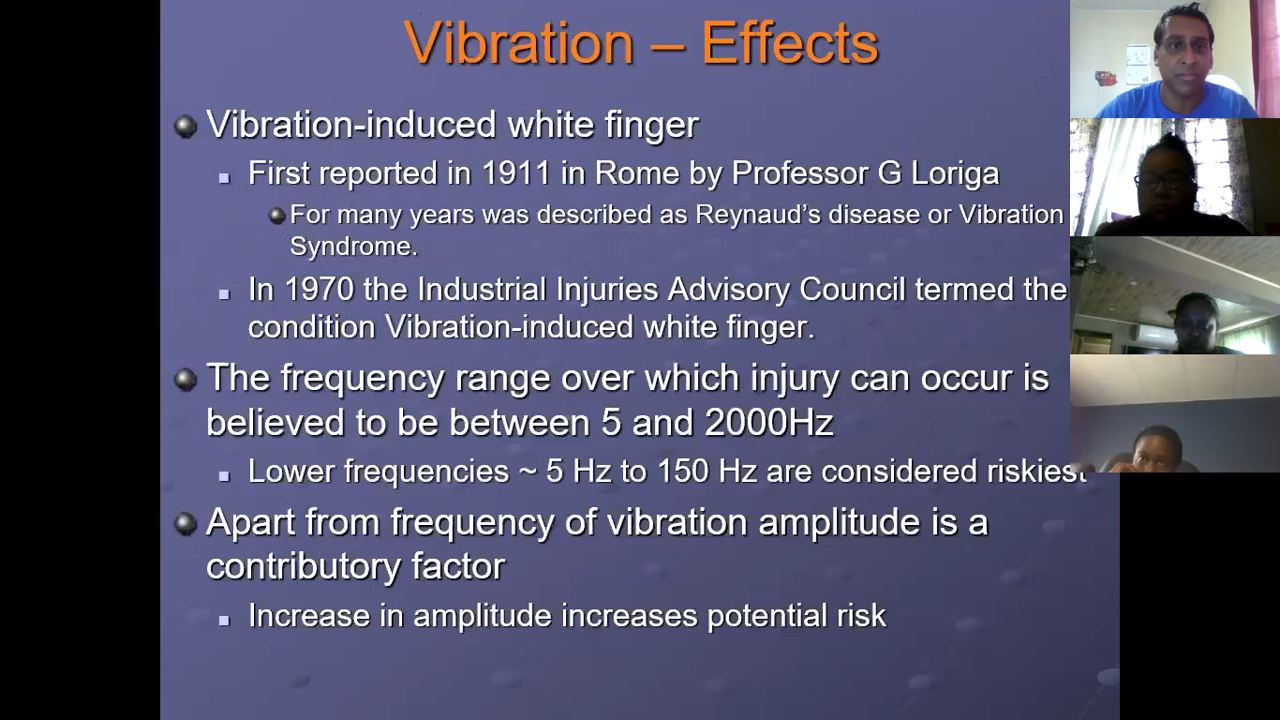 Vibration – Effects
Vibration-induced white finger
First reported in 1911 in Rome by Professor G Loriga
For many years was described as Reynaud's disease or Vibration
Syndrome.
In 1970 the Industrial Injuries Advisory Council termed the
condition Vibration-induced white finger.
The frequency range over which injury can occur is
believed to be between 5 and 2000Hz
Lower frequencies ~ 5 Hz to 150 Hz are considered riskiest
Apart from frequency of vibration amplitude is a
contributory factor
Increase in amplitude increases potential risk